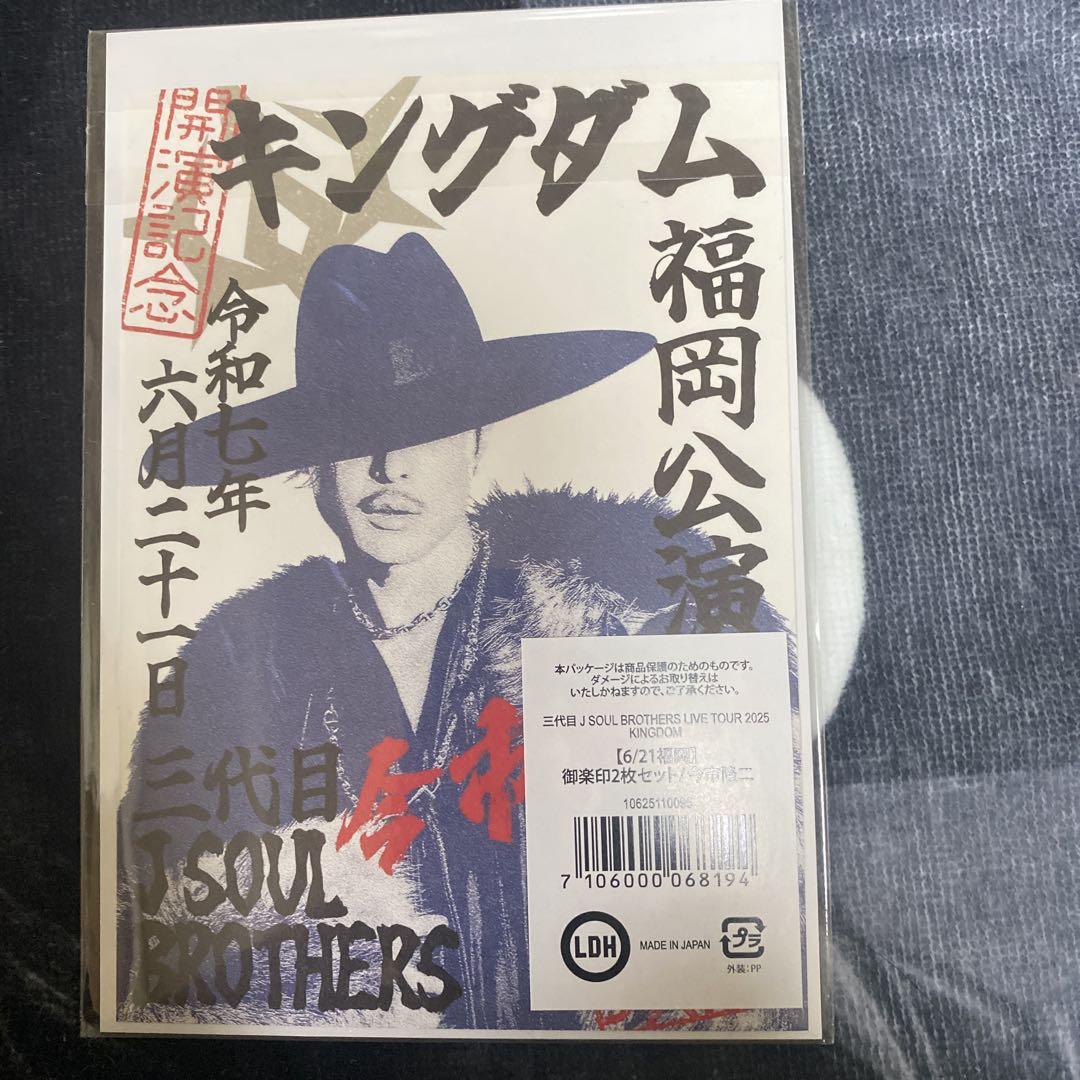 キングダム
福岡公演
開演記念
令和七年
六月二十一日
三代目
J SOUL
BROTHERS
本パッケージは商品保護のためのものです。
ダメージによるお取り替えは
いたしかねますので、ご了承ください。
三代目 J SOUL BROTHERS LIVE TOUR 2025
KINGDOM
【6/21福岡】
御楽印2枚セット/今市隆二
10625110095
7 106000 068194
LDH
MADE IN JAPAN
プラ
外装:PP